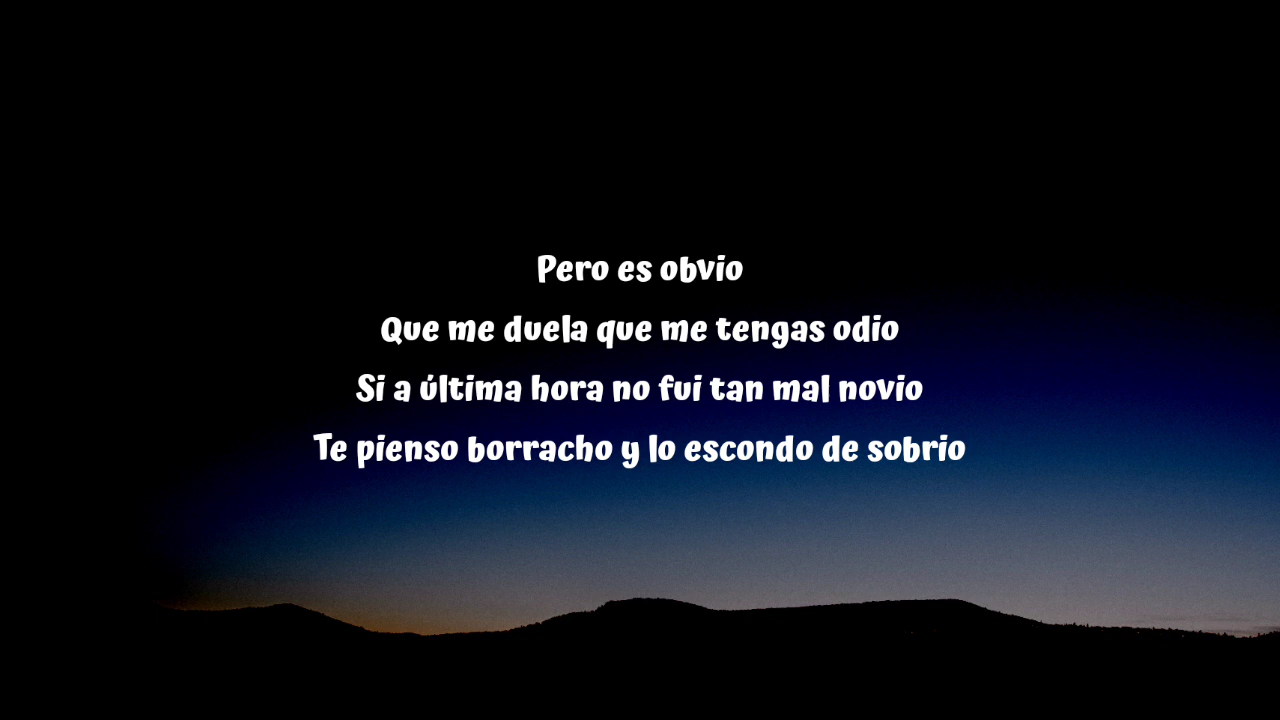 Pero es obvio
Que me duela que me tengas odio
Si a última hora no fui tan mal novio
Te pienso borracho y lo escondo de sobrio